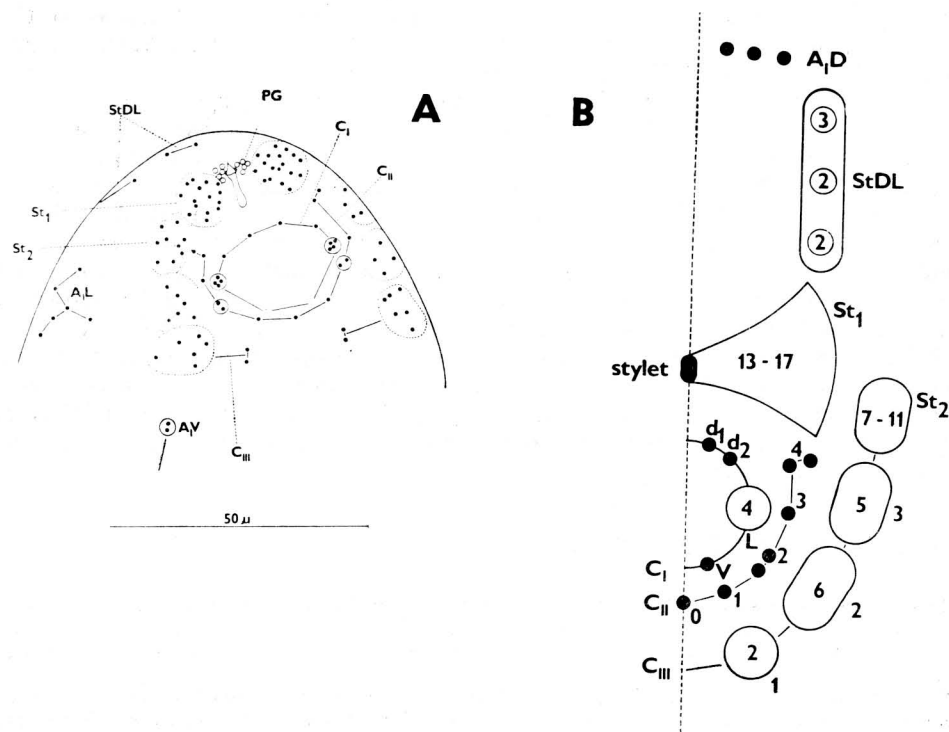 A
PG
StDL
C_I
C_II
St_1
St_2
A_IL
A_IV
C_III
50 µ
B
A_ID
3
2
StDL
2
St_1
13 - 17
stylet
St_2
7 - 11
d_1
d_2
4
4
3
5
3
L
2
C_I
V
6
C_II
0
1
2
2
C_III
1